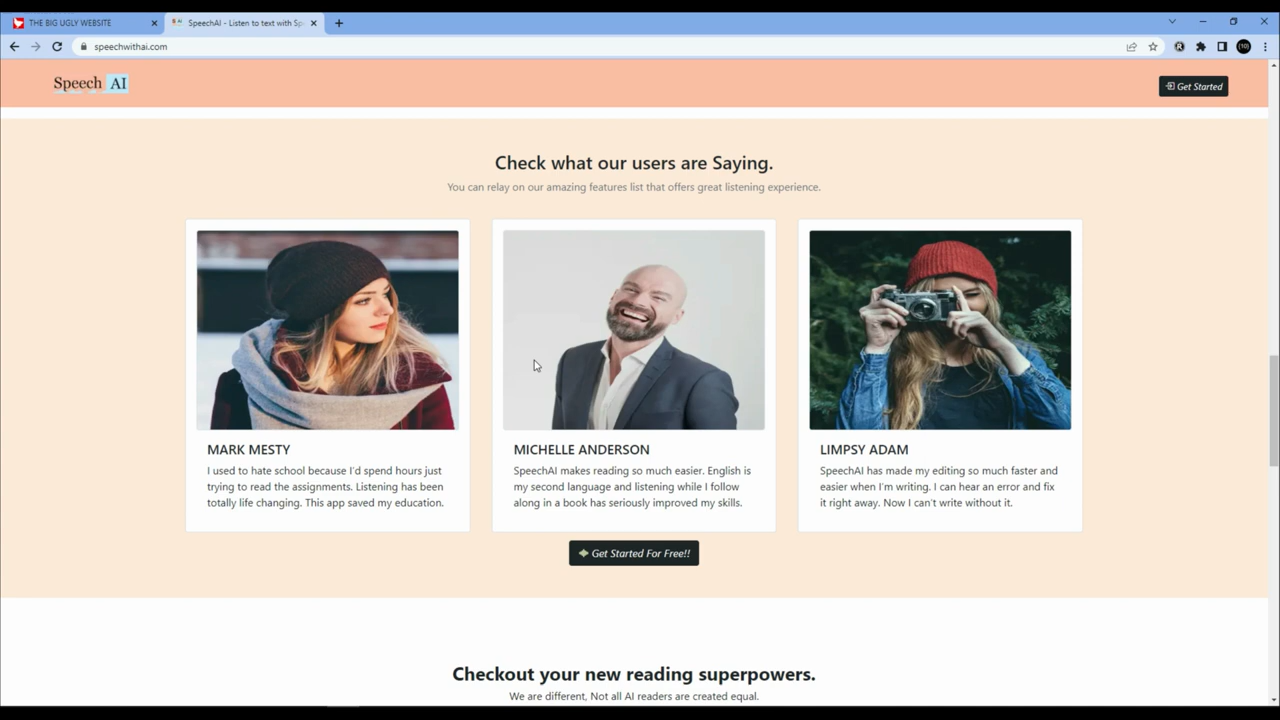 THE BIG UGLY WEBSITE
SpeechAI - Listen to text with Sp
speechwithai.com
Speech AI
Get Started
Check what our users are Saying.
You can relay on our amazing features list that offers great listening experience.
MARK MESTY
I used to hate school because I'd spend hours just
trying to read the assignments. Listening has been
totally life changing. This app saved my education.
MICHELLE ANDERSON
SpeechAI makes reading so much easier. English is
my second language and listening while I follow
along in a book has seriously improved my skills.
LIMPSY ADAM
SpeechAI has made my editing so much faster and
easier when I'm writing. I can hear an error and fix
it right away. Now I can't write without it.
Get Started For Free!!
Checkout your new reading superpowers.
We are different, Not all AI readers are created equal.